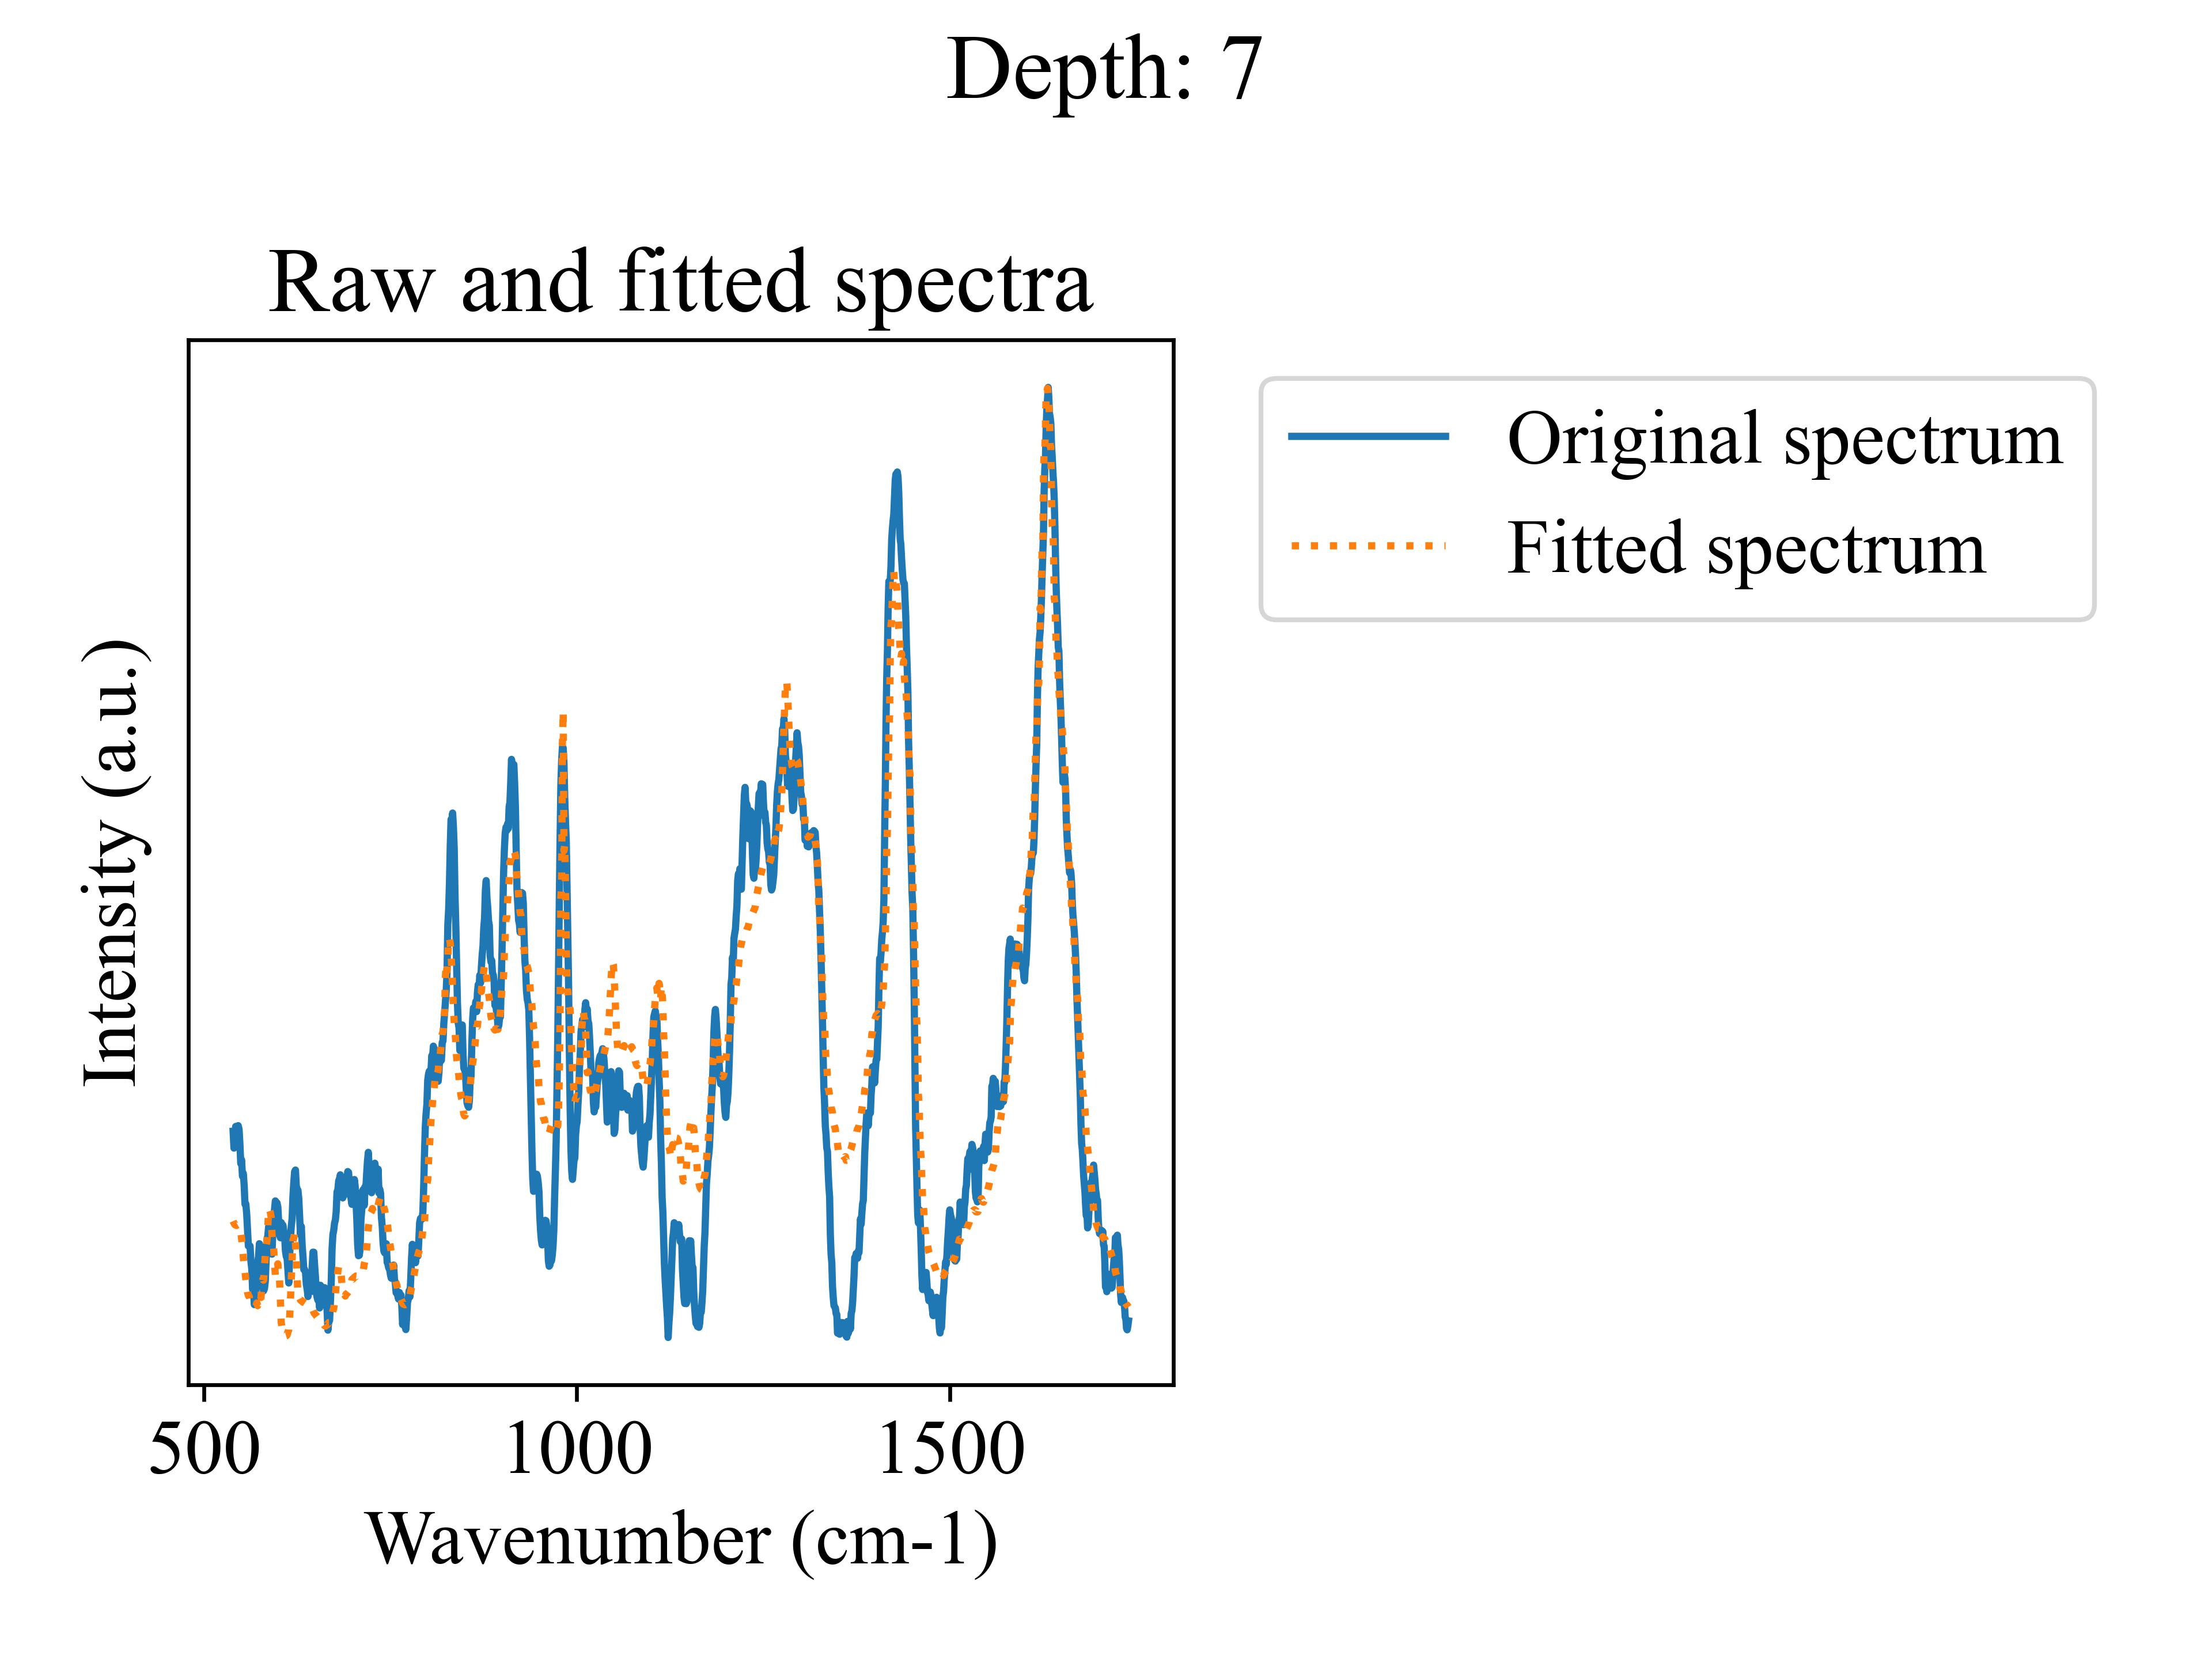 Depth: 7
Raw and fitted spectra
Original spectrum
Fitted spectrum
Intensity (a.u.)
500 1000 1500
Wavenumber (cm-1)